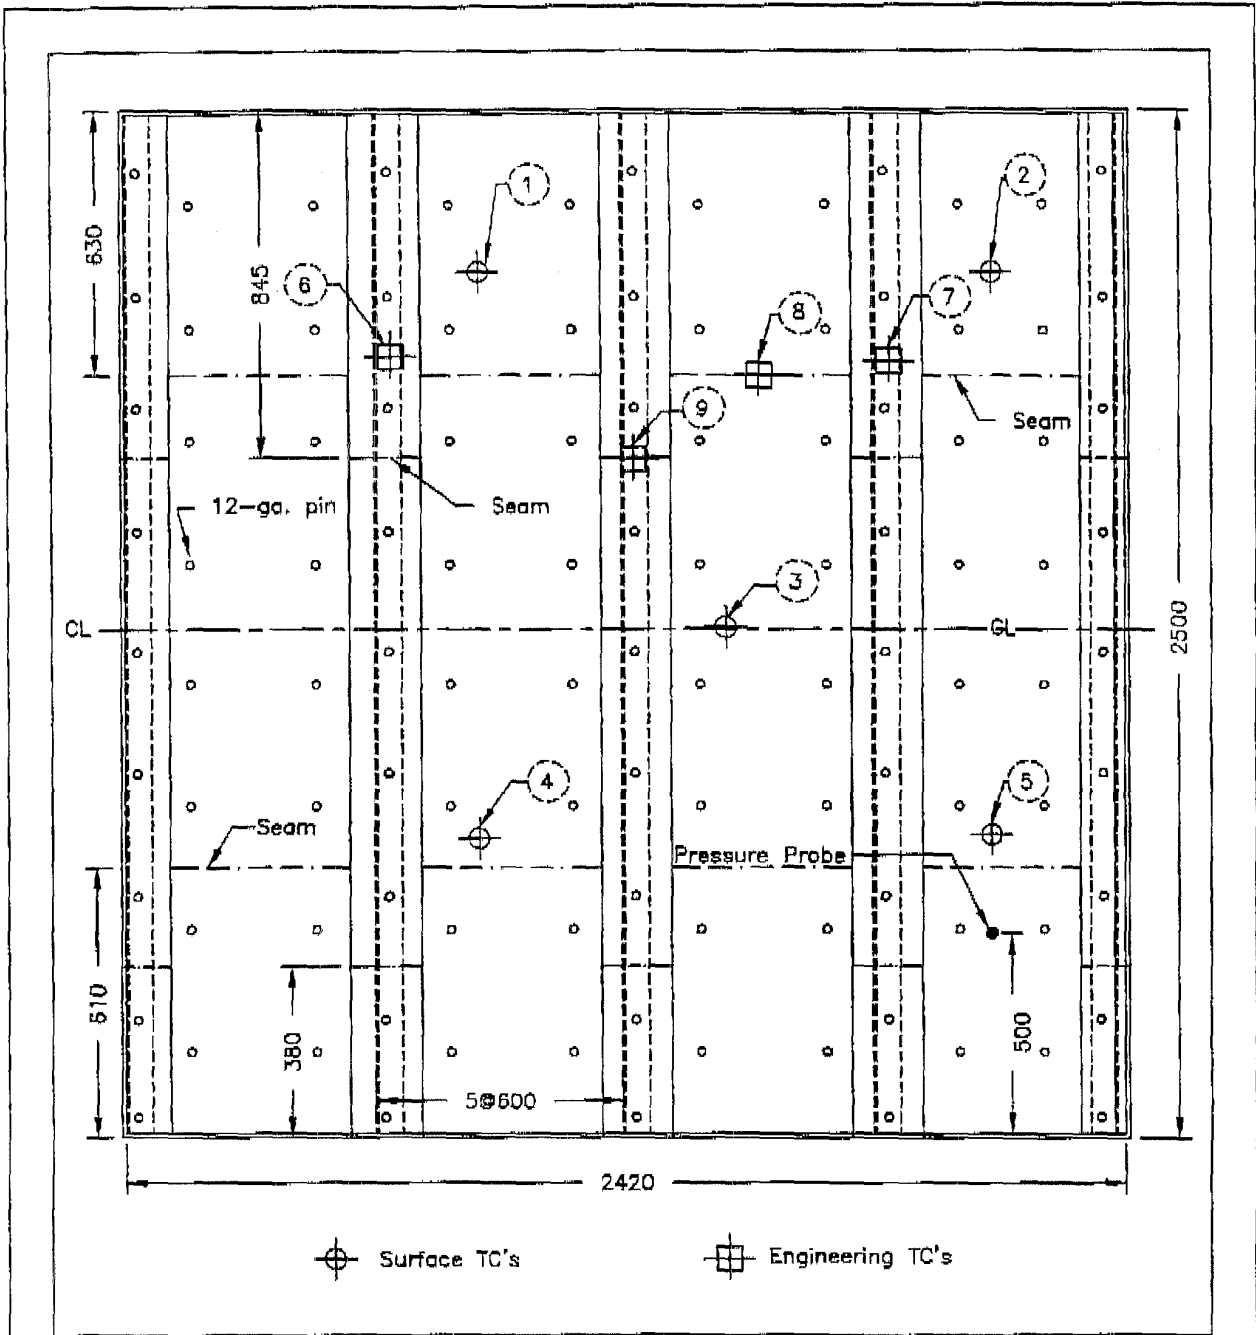 1
2
630
845
6
7
8
9
Seam
12-ga. pin
Seam
3
CL
GL
2500
4
5
Seam
Pressure Probe
610
380
500
5@600
2420
Surface TC's
Engineering TC's